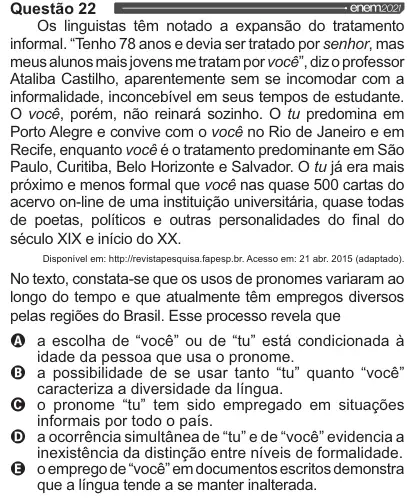 Questão 22 enem2021
Os linguistas têm notado a expansão do tratamento
informal. “Tenho 78 anos e devia ser tratado por senhor, mas
meus alunos mais jovens me tratam por você”, diz o professor
Ataliba Castilho, aparentemente sem se incomodar com a
informalidade, inconcebível em seus tempos de estudante.
O você, porém, não reinará sozinho. O tu predomina em
Porto Alegre e convive com o você no Rio de Janeiro e em
Recife, enquanto você é o tratamento predominante em São
Paulo, Curitiba, Belo Horizonte e Salvador. O tu já era mais
próximo e menos formal que você nas quase 500 cartas do
acervo on-line de uma instituição universitária, quase todas
de poetas, políticos e outras personalidades do final do
século XIX e início do XX.
Disponível em: http://revistapesquisa.fapesp.br. Acesso em: 21 abr. 2015 (adaptado).
No texto, constata-se que os usos de pronomes variaram ao
longo do tempo e que atualmente têm empregos diversos
pelas regiões do Brasil. Esse processo revela que
A a escolha de “você” ou de “tu” está condicionada à
idade da pessoa que usa o pronome.
B a possibilidade de se usar tanto “tu” quanto “você”
caracteriza a diversidade da língua.
C o pronome “tu” tem sido empregado em situações
informais por todo o país.
D a ocorrência simultânea de “tu” e de “você” evidencia a
inexistência da distinção entre níveis de formalidade.
E o emprego de “você” em documentos escritos demonstra
que a língua tende a se manter inalterada.